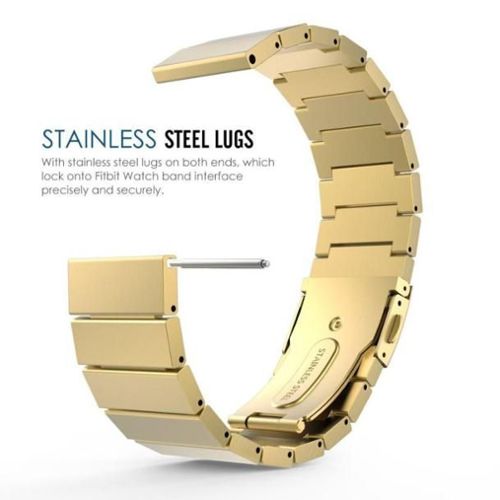 STAINLESS STEEL LUGS
With stainless steel lugs on both ends, which
lock onto Fitbit Watch band interface
precisely and securely.
STAINLESS STEEL